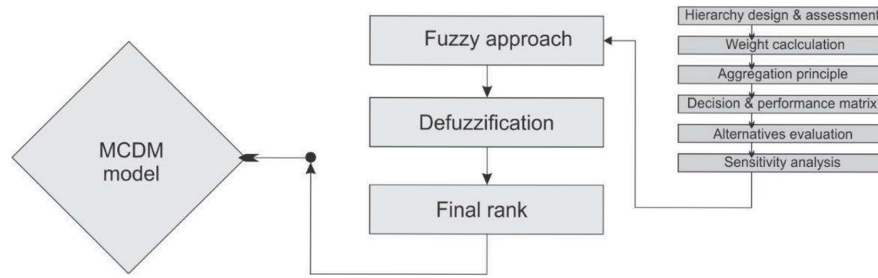 MCDM
model
Fuzzy approach
Defuzzification
Final rank
Hierarchy design & assessment
Weight caclculation
Aggregation principle
Decision & performance matrix
Alternatives evaluation
Sensitivity analysis